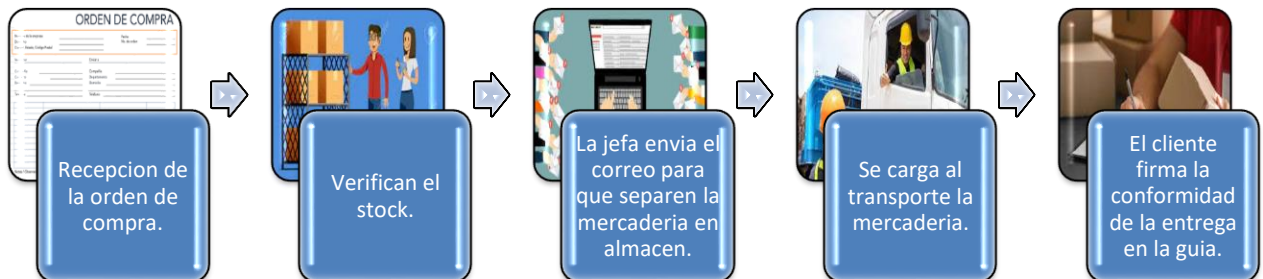 ORDEN DE COMPRA
Recepcion de
la orden de
compra.
Verifican el
stock.
La jefa envia el
correo para
que separen la
mercaderia en
almacen.
Se carga al
transporte la
mercaderia.
El cliente
firma la
conformidad
de la entrega
en la guia.